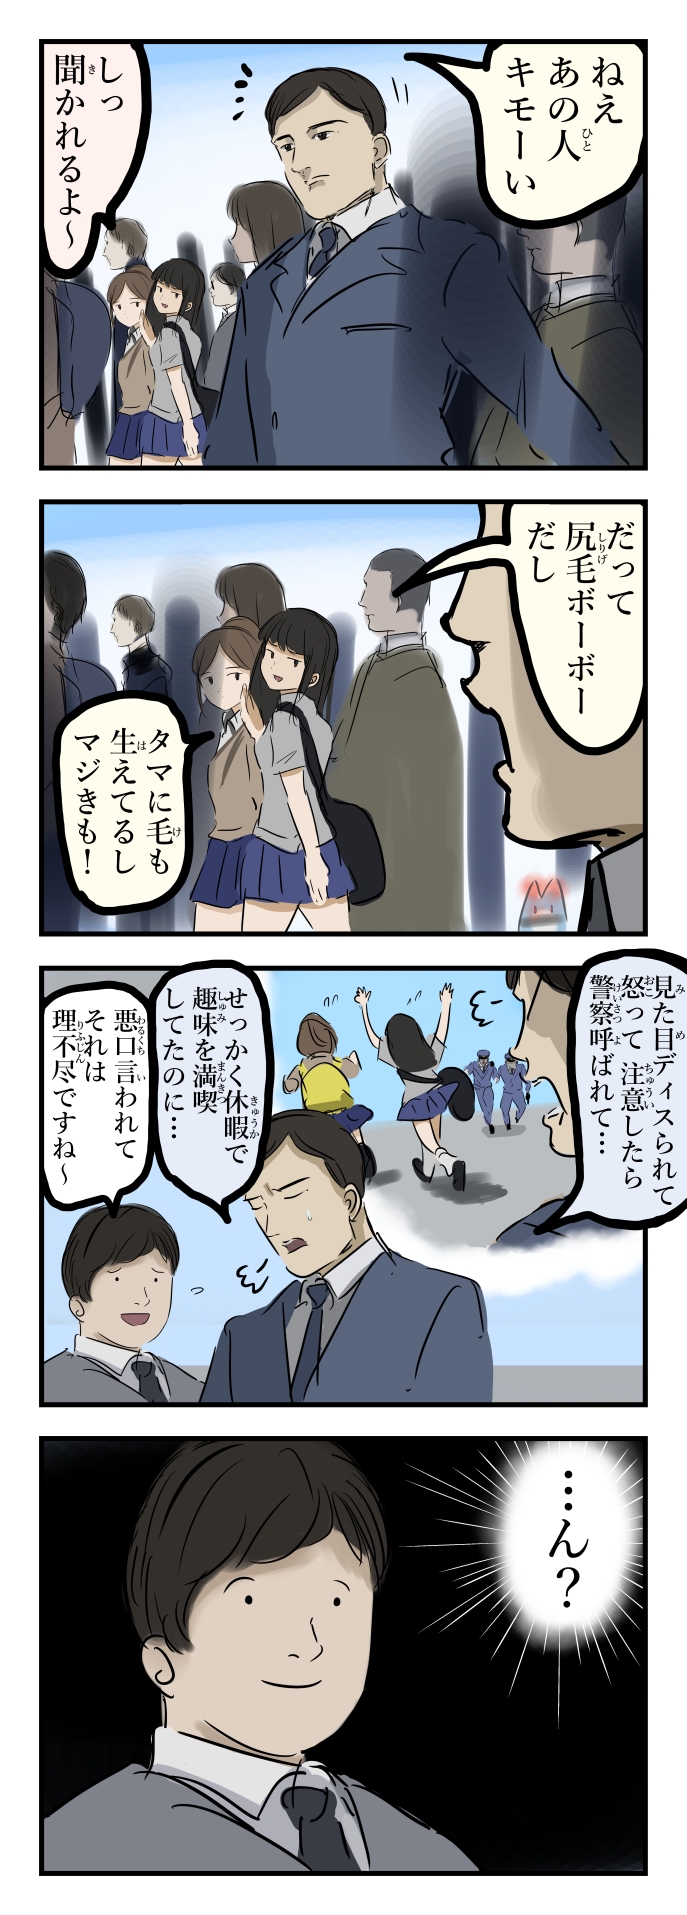 ねえ
あの人
キモーい
しっ
聞かれるよ～
だって
尻毛ボーボー
だし
タマに毛も
生えてるし
マジきも！
見た目ディスられて
怒って 注意したら
警察呼ばれて…
せっかく休暇で
趣味を満喫
してたのに…
悪口言われて
それは
理不尽ですね～
…ん？